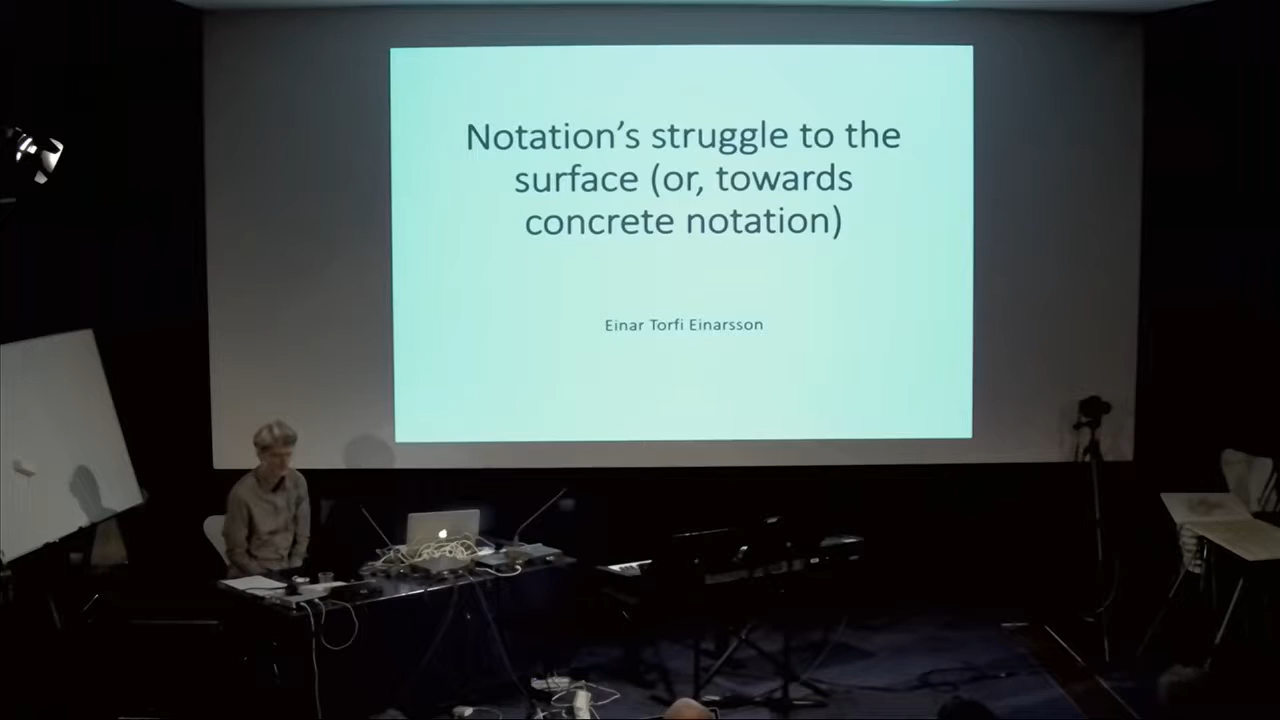 Notation’s struggle to the
surface (or, towards
concrete notation)
Einar Torfi Einarsson